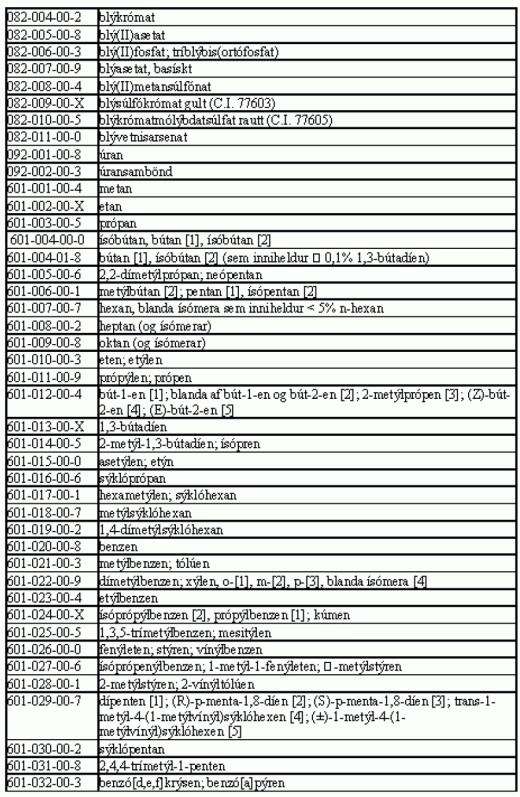 082-004-00-2 blýkrómat
082-005-00-8 blý(II)asetat
082-006-00-3 blý(II)fosfat; tríblýbis(ortófosfat)
082-007-00-9 blýasetat, basískt
082-008-00-4 blý(II)metansúlfónat
082-009-00-X blýsúlfókrómat gult (C.I. 77603)
082-010-00-5 blýkrómatmólýbdatsúlfat rautt (C.I. 77605)
082-011-00-0 blývetnisarsenat
092-001-00-8 úran
092-002-00-3 úransambönd
601-001-00-4 metan
601-002-00-X etan
601-003-00-5 própan
601-004-00-0 ísóbútan, bútan [1], ísóbútan [2]
601-004-01-8 bútan [1], ísóbútan [2] (sem inniheldur □ 0,1% 1,3-bútadíen)
601-005-00-6 2,2-dímetýlprópan; neópentan
601-006-00-1 metýlbútan [2]; pentan [1], ísópentan [2]
601-007-00-7 hexan, blanda ísómera sem inniheldur < 5% n-hexan
601-008-00-2 heptan (og ísómerar)
601-009-00-8 oktan (og ísómerar)
601-010-00-3 eten; etýlen
601-011-00-9 própýlen; própen
601-012-00-4 bút-1-en [1]; blanda af bút-1-en og bút-2-en [2]; 2-metýlprópen [3]; (Z)-bút-
2-en [4]; (E)-bút-2-en [5]
601-013-00-X 1,3-bútadíen
601-014-00-5 2-metýl-1,3-bútadíen; ísópren
601-015-00-0 asetýlen; etýn
601-016-00-6 sýklóprópan
601-017-00-1 hexametýlen; sýklóhexan
601-018-00-7 metýlsýklóhexan
601-019-00-2 1,4-dímetýlsýklóhexan
601-020-00-8 benzen
601-021-00-3 metýlbenzen; tólúen
601-022-00-9 dímetýlbenzen; xýlen, o-[1], m-[2], p-[3], blanda ísómera [4]
601-023-00-4 etýlbenzen
601-024-00-X ísóprópýlbenzen [2], própýlbenzen [1]; kúmen
601-025-00-5 1,3,5-trímetýlbenzen; mesitýlen
601-026-00-0 fenýleten; stýren; vínýlbenzen
601-027-00-6 ísóprópenýlbenzen; 1-metýl-1-fenýleten; □-metýlstýren
601-028-00-1 2-metýlstýren; 2-vínýltólúen
601-029-00-7 dípenten [1]; (R)-p-menta-1,8-díen [2]; (S)-p-menta-1,8-díen [3]; trans-1-
metýl-4-(1-metýlvínýl)sýklóhexen [4]; (±)-1-metýl-4-(1-
metýlvínýl)sýklóhexen [5]
601-030-00-2 sýklópentan
601-031-00-8 2,4,4-trímetýl-1-penten
601-032-00-3 benzó[d,e,f]krýsen; benzó[a]pýren